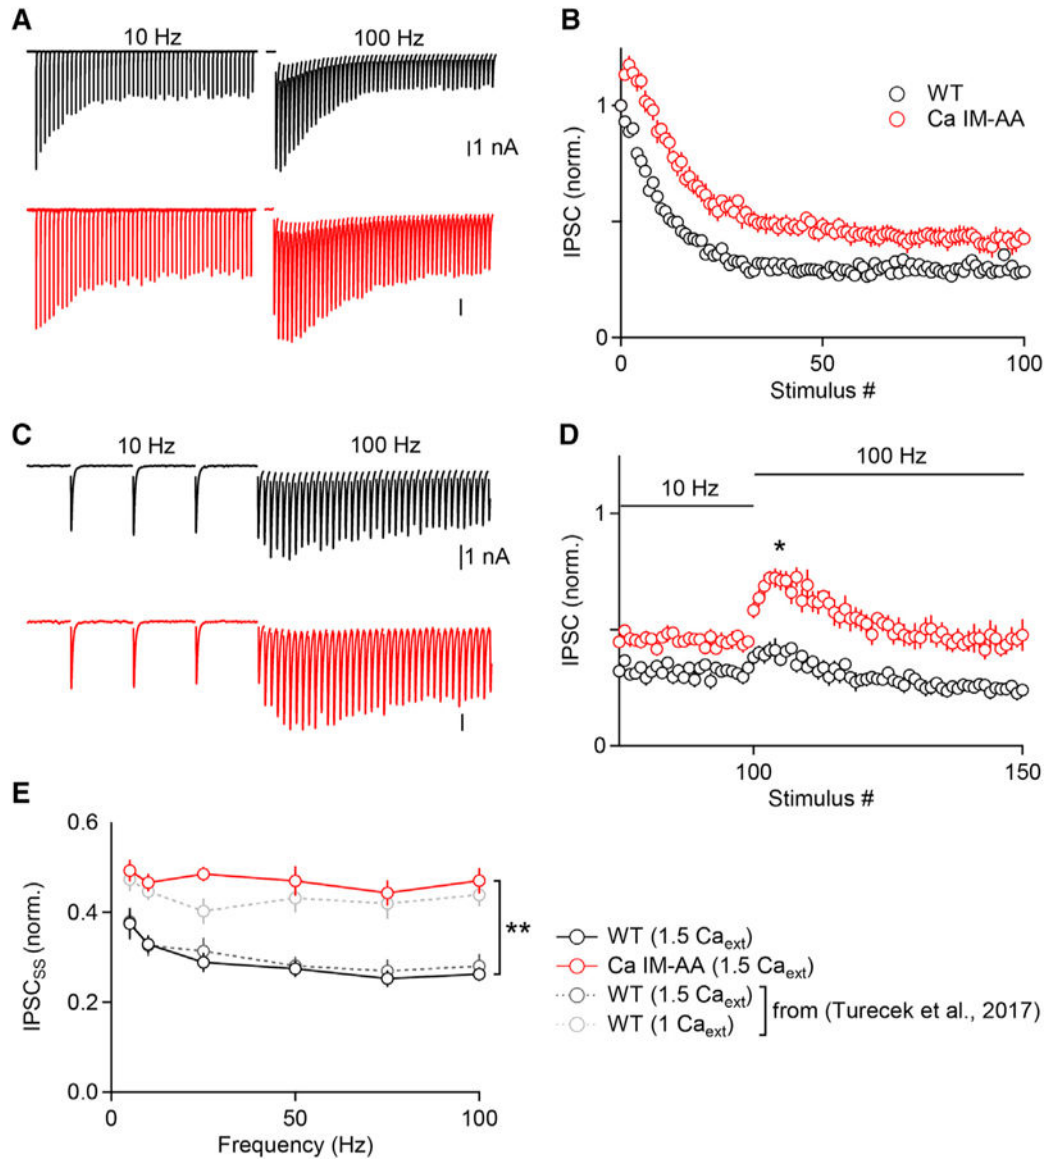 A
10 Hz
100 Hz
1 nA
B
IPSC (norm.)
1
0
WT
Ca IM-AA
0
50
100
Stimulus #
C
10 Hz
100 Hz
1 nA
D
IPSC (norm.)
1
0
10 Hz
100 Hz
*
100
150
Stimulus #
E
IPSCSS (norm.)
0.6
0.4
0.2
0.0
0
50
100
Frequency (Hz)
**
WT (1.5 Caext)
Ca IM-AA (1.5 Caext)
WT (1.5 Caext)
WT (1 Caext)
from (Turecek et al., 2017)